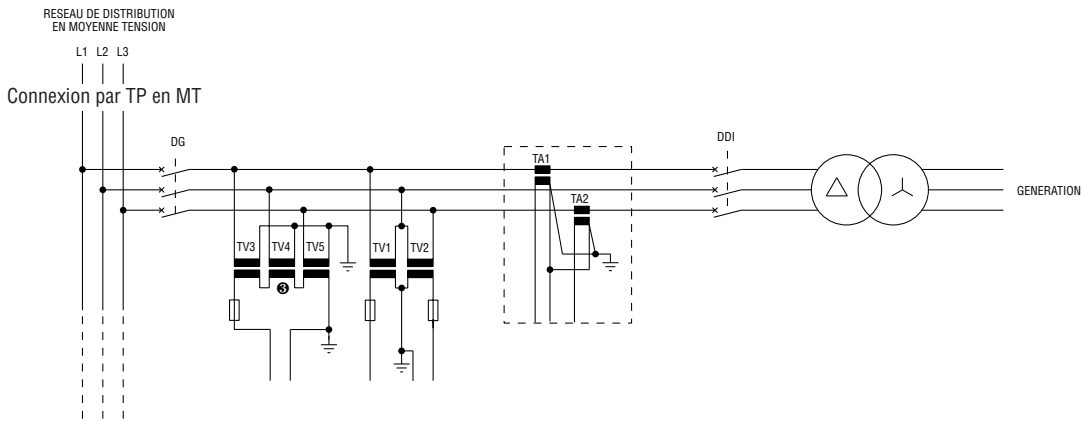 RESEAU DE DISTRIBUTION
EN MOYENNE TENSION
L1 L2 L3
Connexion par TP en MT
DG
DDI
TA1
TA2
GENERATION
TV3 TV4 TV5 TV1 TV2
❸